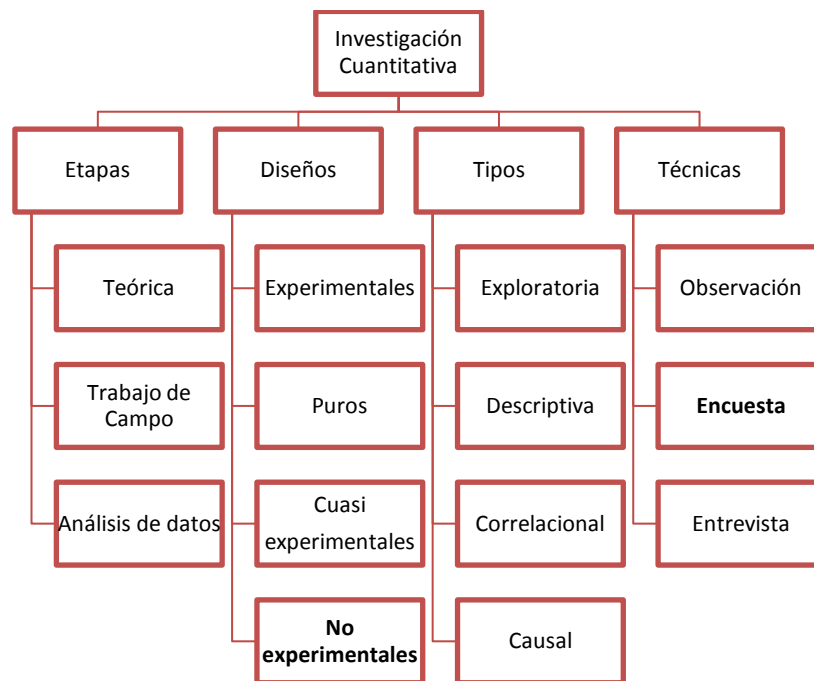 Investigación
Cuantitativa
Etapas
Diseños
Tipos
Técnicas
Teórica
Experimentales
Exploratoria
Observación
Trabajo de
Campo
Puros
Descriptiva
Encuesta
Análisis de datos
Cuasi
experimentales
Correlacional
Entrevista
No
experimentales
Causal